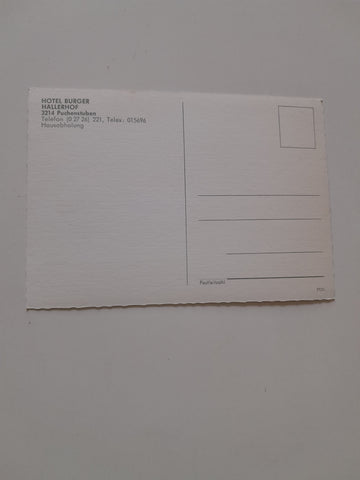 HOTEL BURGER
HALLERHOF
3214 Puchenstuben
Telefon (0 27 26) 221, Telex: 015696
Hausabholung
Postleitzahl